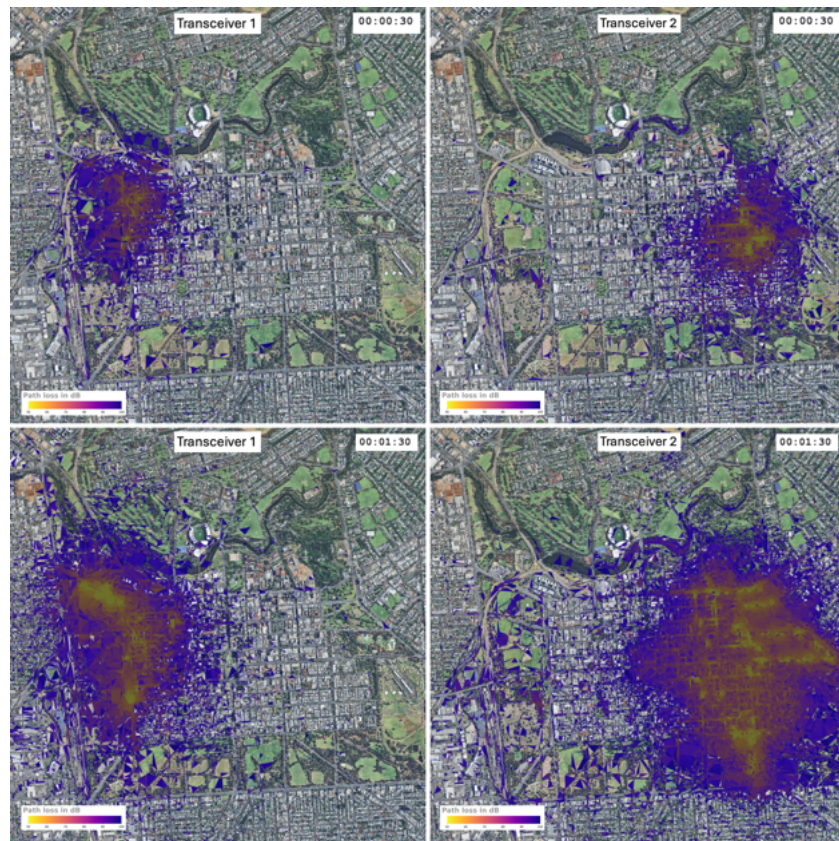 Transceiver 1
00:00:30
Transceiver 2
00:00:30
Path loss in dB
Path loss in dB
Transceiver 1
00:01:30
Transceiver 2
00:01:30
Path loss in dB
Path loss in dB